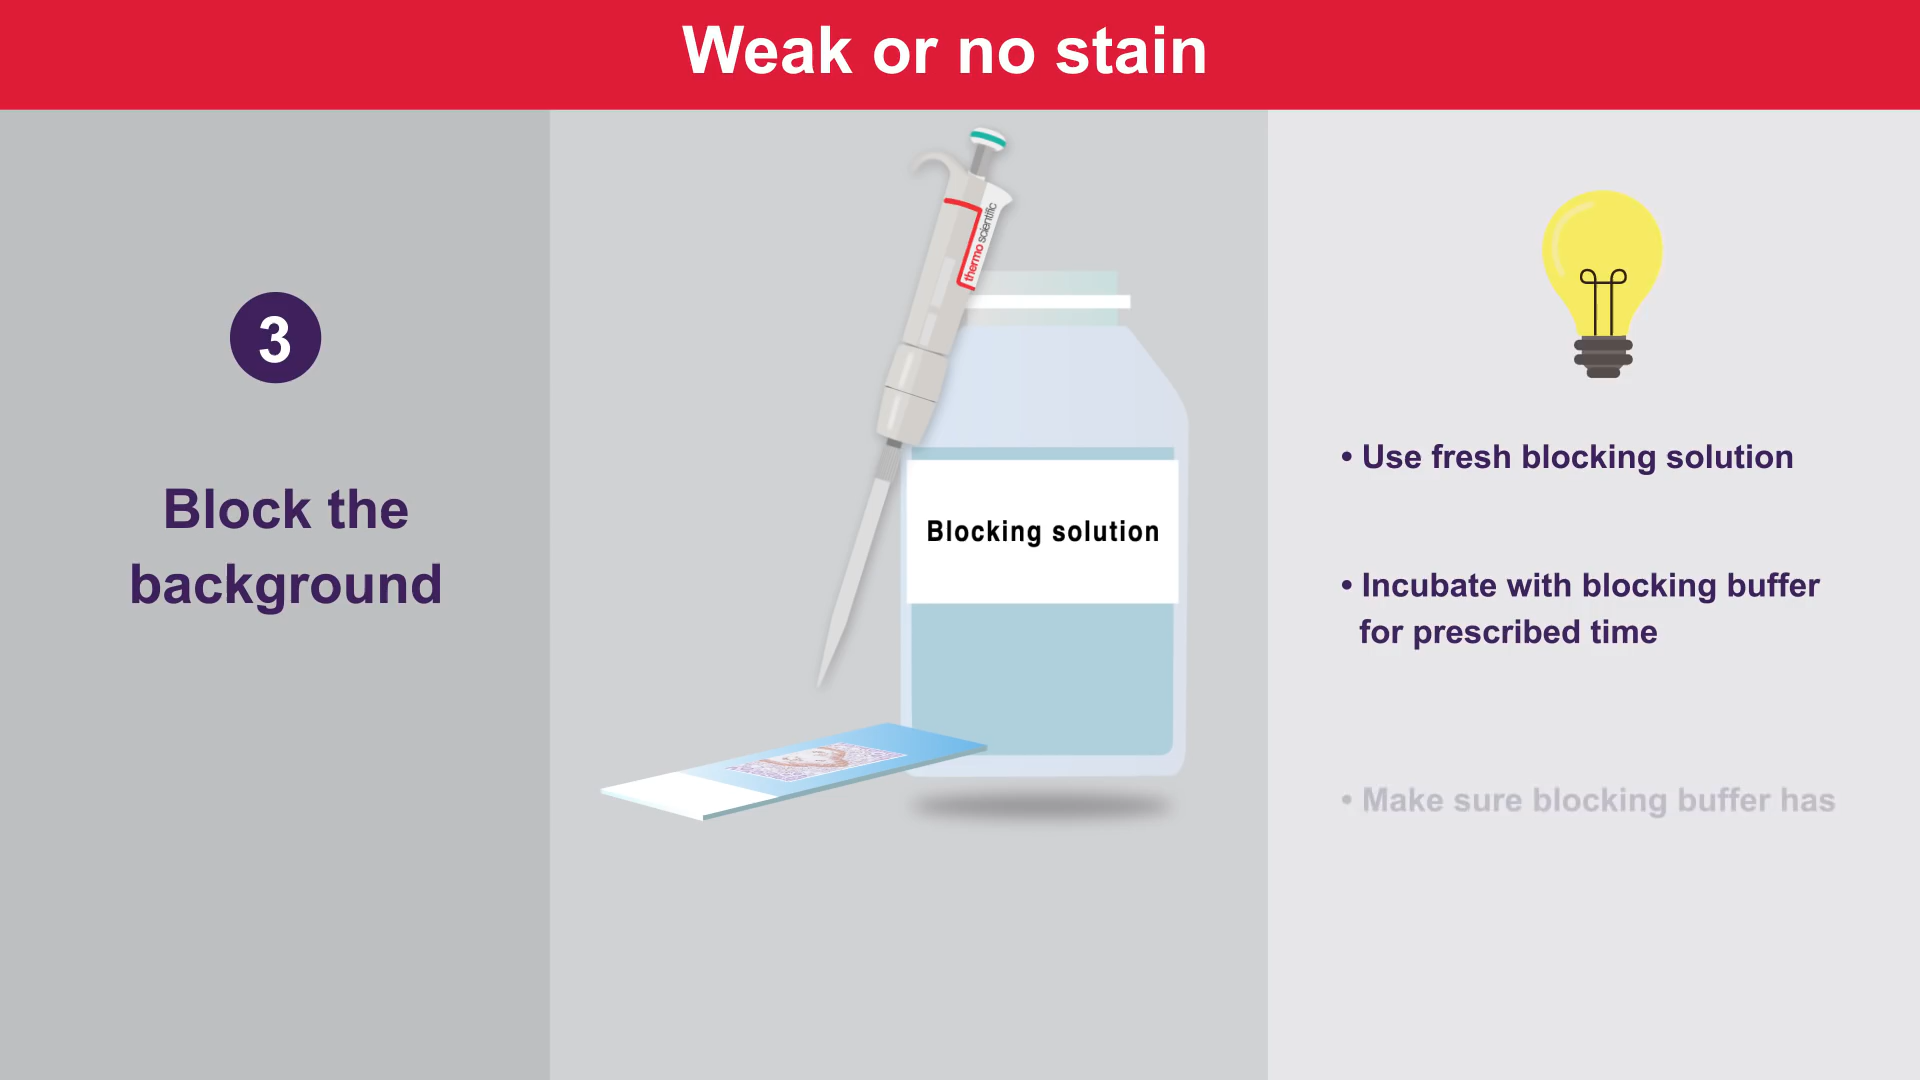 Weak or no stain
3
Block the
background
thermo scientific
Blocking solution
• Use fresh blocking solution
• Incubate with blocking buffer
for prescribed time
• Make sure blocking buffer has